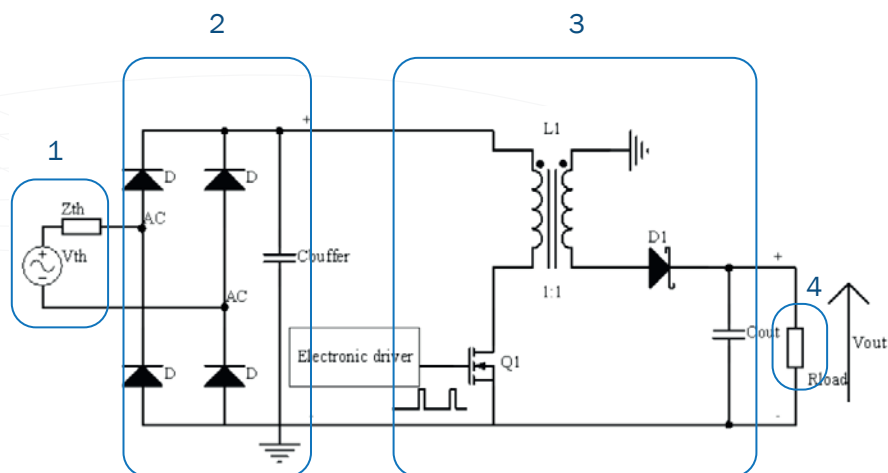 2
3
1
4
Zth
Vth
AC
AC
D
D
D
D
+
-
Cbuffer
Electronic driver
Q1
L1
1:1
D1
Cout
+
-
Rload
Vout